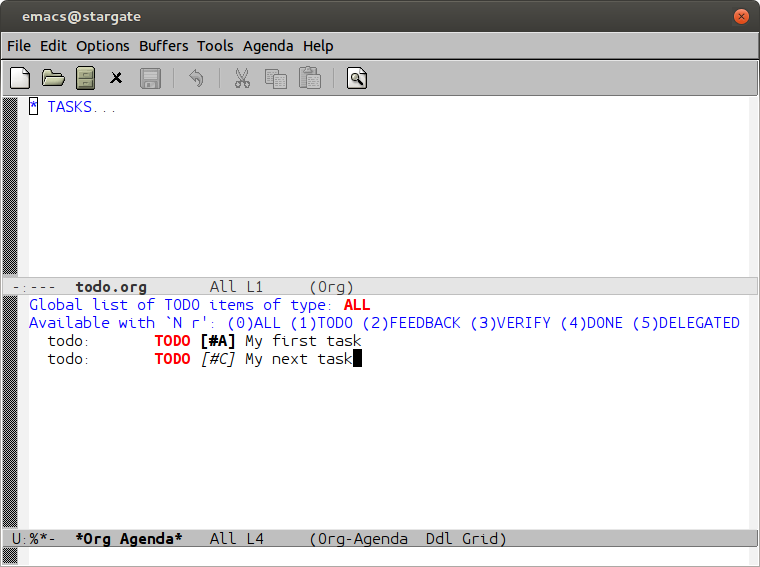 emacs@stargate
File Edit Options Buffers Tools Agenda Help
* TASKS...
-:--- todo.org All L1 (Org)
Global list of TODO items of type: ALL
Available with `N r': (0)ALL (1)TODO (2)FEEDBACK (3)VERIFY (4)DONE (5)DELEGATED
todo: TODO [#A] My first task
todo: TODO [#C] My next task
U:%*- *Org Agenda* All L4 (Org-Agenda Ddl Grid)